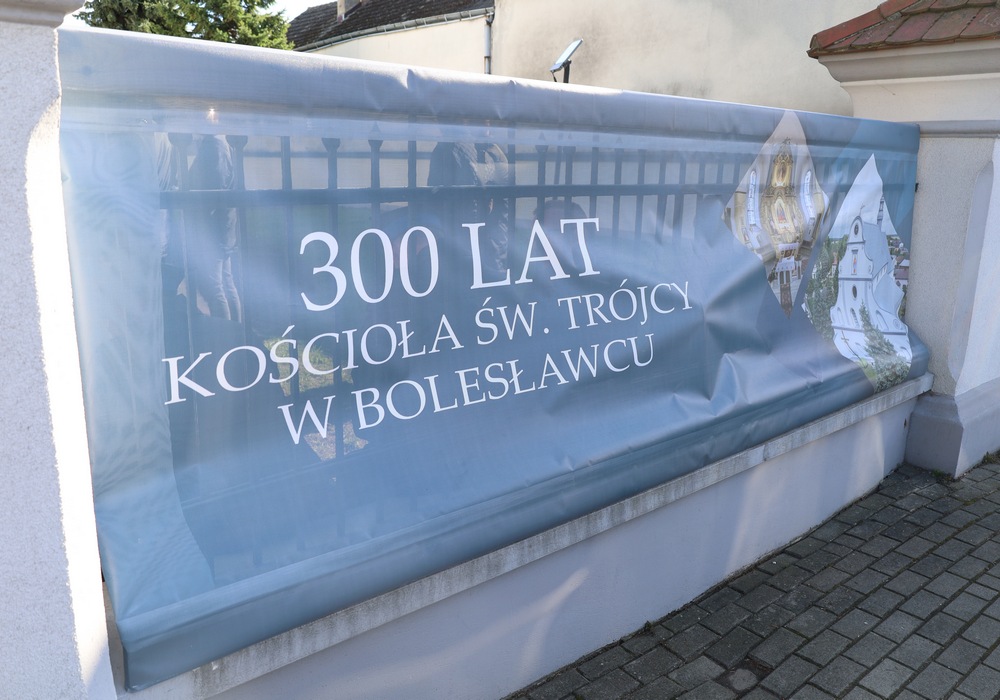 300 LAT
KOŚCIOŁA ŚW. TRÓJCY
W BOLESŁAWCU